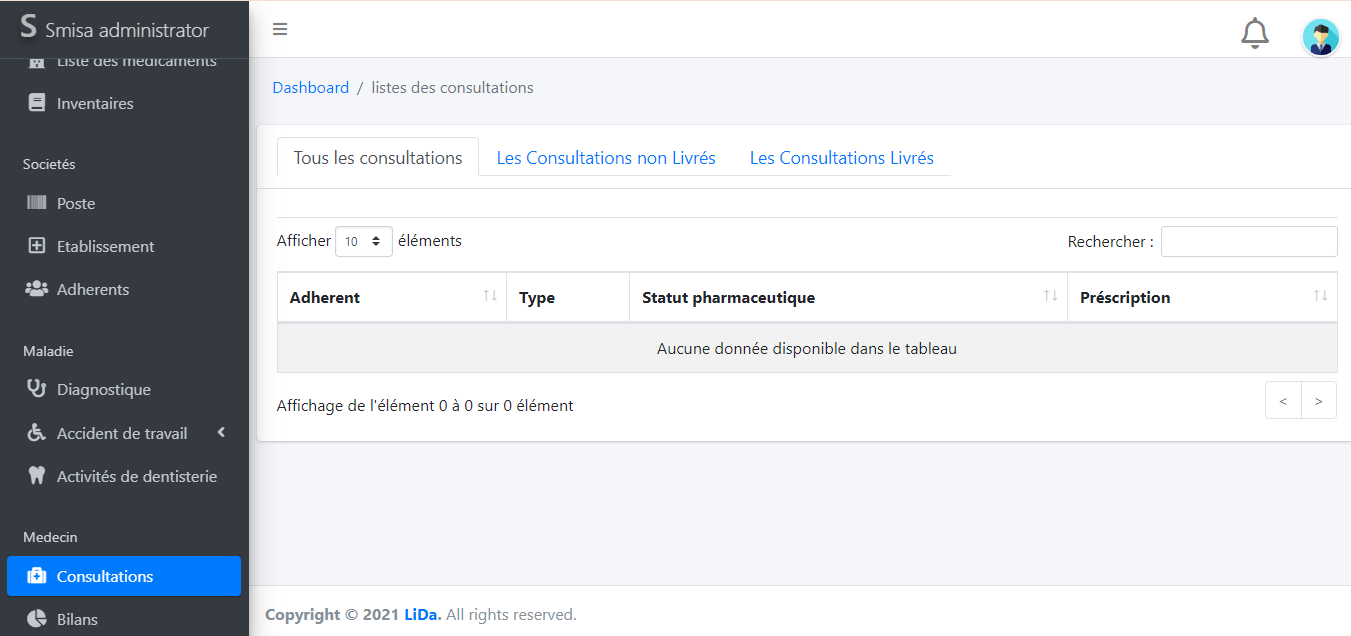 S Smisa administrator
Liste des medicaments
Inventaires
Societés
Poste
Etablissement
Adherents
Maladie
Diagnostique
Accident de travail
Activités de dentisterie
Medecin
Consultations
Bilans
Dashboard / listes des consultations
Tous les consultations Les Consultations non Livrés Les Consultations Livrés
Afficher 10 éléments Rechercher :
Adherent Type Statut pharmaceutique Préscription
Aucune donnée disponible dans le tableau
Affichage de l'élément 0 à 0 sur 0 élément < >
Copyright © 2021 LiDa. All rights reserved.